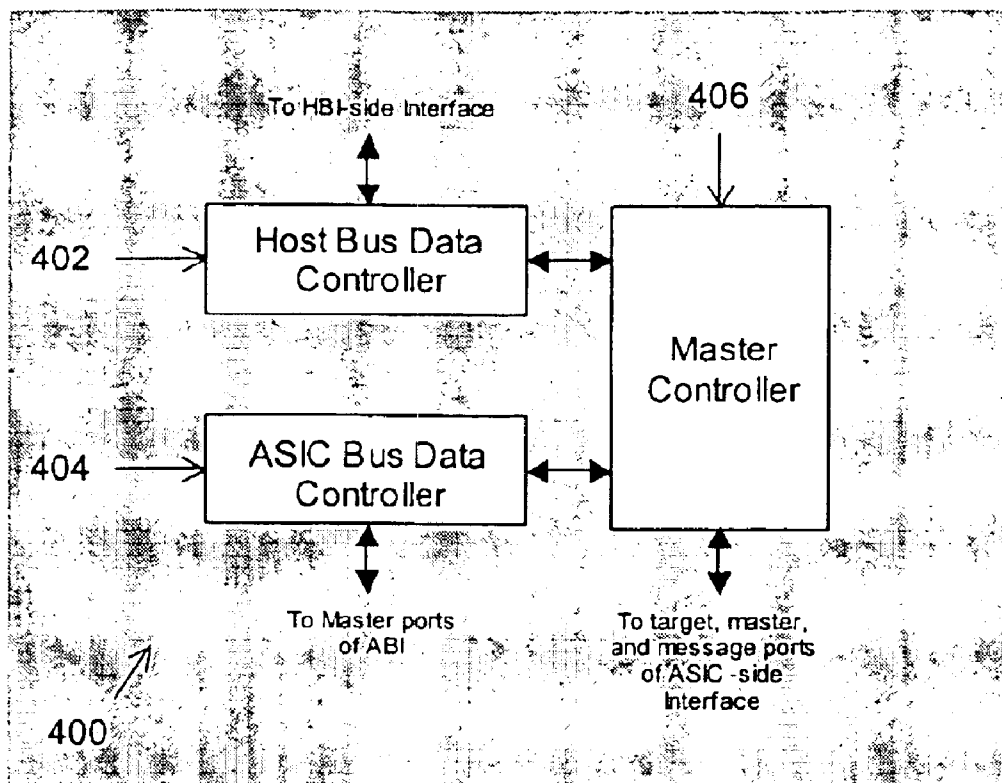 To HBI-side Interface
406
402
Host Bus Data
Controller
Master
Controller
404
ASIC Bus Data
Controller
To Master ports
of ABI
To target, master,
and message ports
of ASIC -side
Interface
400